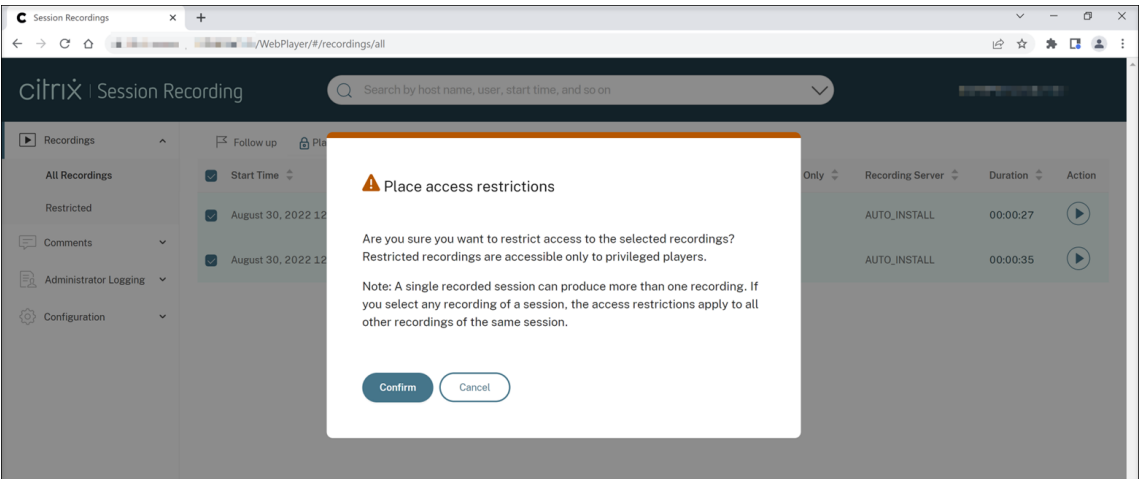 C Session Recordings
/WebPlayer/#/recordings/all
citrix | Session Recording
Search by host name, user, start time, and so on
Recordings
All Recordings
Restricted
Comments
Administrator Logging
Configuration
Follow up Pla
Start Time Only Recording Server Duration Action
August 30, 2022 12 AUTO_INSTALL 00:00:27
August 30, 2022 12 AUTO_INSTALL 00:00:35
Place access restrictions
Are you sure you want to restrict access to the selected recordings?
Restricted recordings are accessible only to privileged players.
Note: A single recorded session can produce more than one recording. If
you select any recording of a session, the access restrictions apply to all
other recordings of the same session.
Confirm Cancel